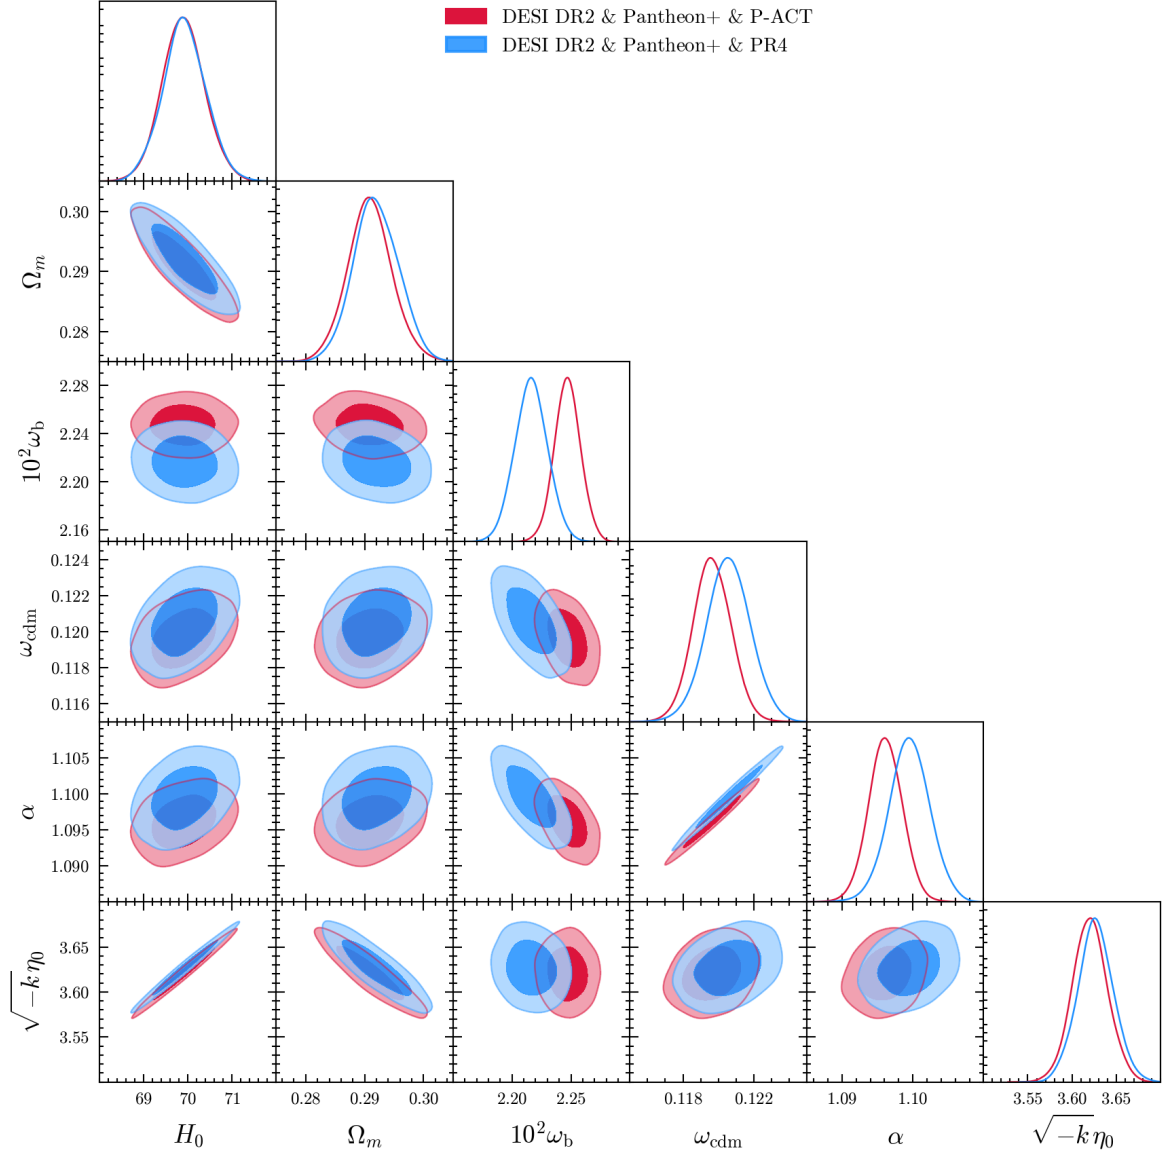 DESI DR2 & Pantheon+ & P-ACT
DESI DR2 & Pantheon+ & PR4
0.30
0.29
0.28
Ωm
2.28
2.24
2.20
2.16
10²ωb
0.124
0.122
0.120
0.118
0.116
ωcdm
1.105
1.100
1.095
1.090
α
3.65
3.60
3.55
√−k η0
69 70 71 0.28 0.29 0.30 2.20 2.25 0.118 0.122 1.09 1.10 3.55 3.60 3.65
H0 Ωm 10²ωb ωcdm α √−k η0